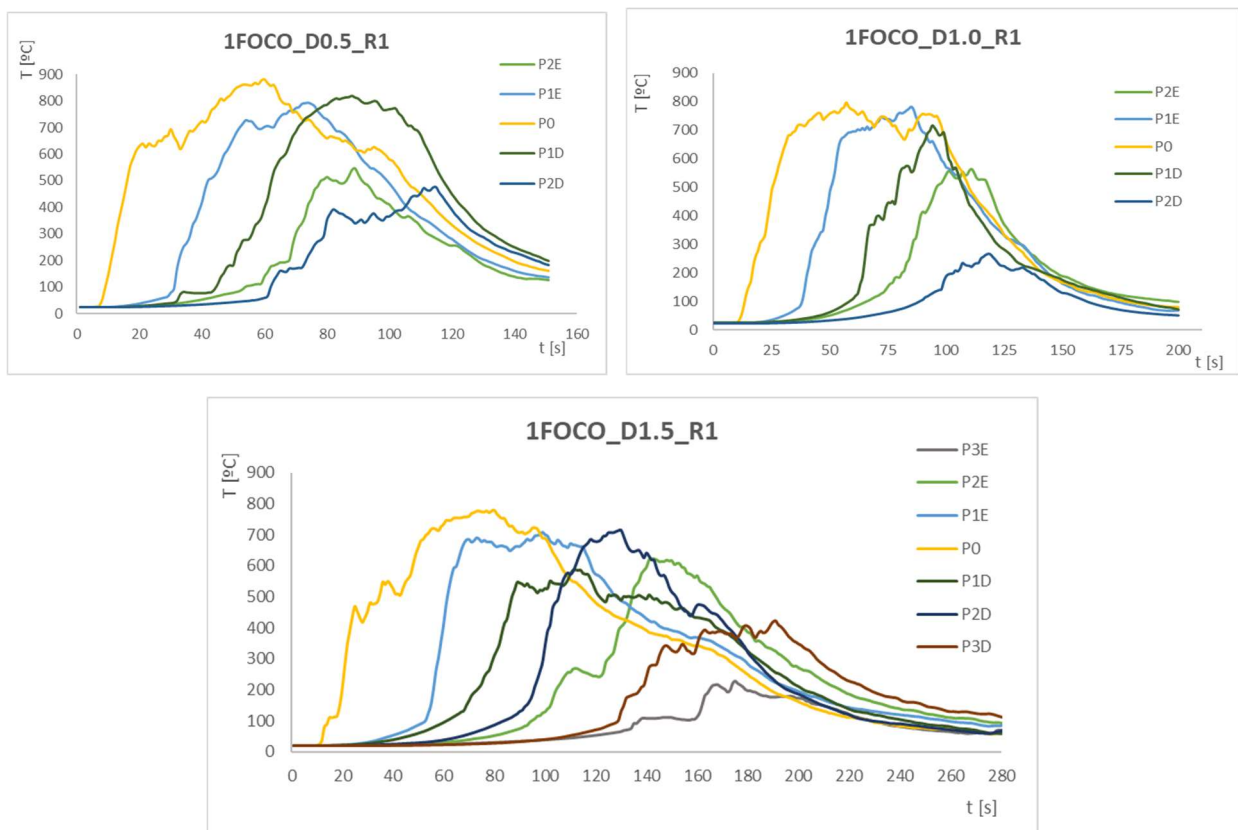 1FOCO_D0.5_R1
T [ºC]
900
800
700
600
500
400
300
200
100
0
0 20 40 60 80 100 120 140 160
t [s]
P2E
P1E
P0
P1D
P2D
1FOCO_D1.0_R1
T [ºC]
900
800
700
600
500
400
300
200
100
0
0 25 50 75 100 125 150 175 200
t [s]
P2E
P1E
P0
P1D
P2D
1FOCO_D1.5_R1
T [ºC]
900
800
700
600
500
400
300
200
100
0
0 20 40 60 80 100 120 140 160 180 200 220 240 260 280
t [s]
P3E
P2E
P1E
P0
P1D
P2D
P3D